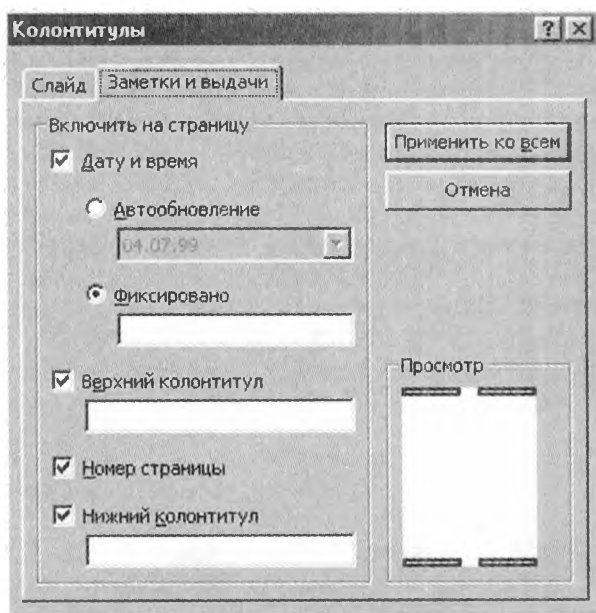 Колонтитулы
Слайд Заметки и выдачи
Включить на страницу
Применить ко всем
Дату и время
Отмена
Автообновление
04.07.99
Фиксировано
Верхний колонтитул
Просмотр
Номер страницы
Нижний колонтитул